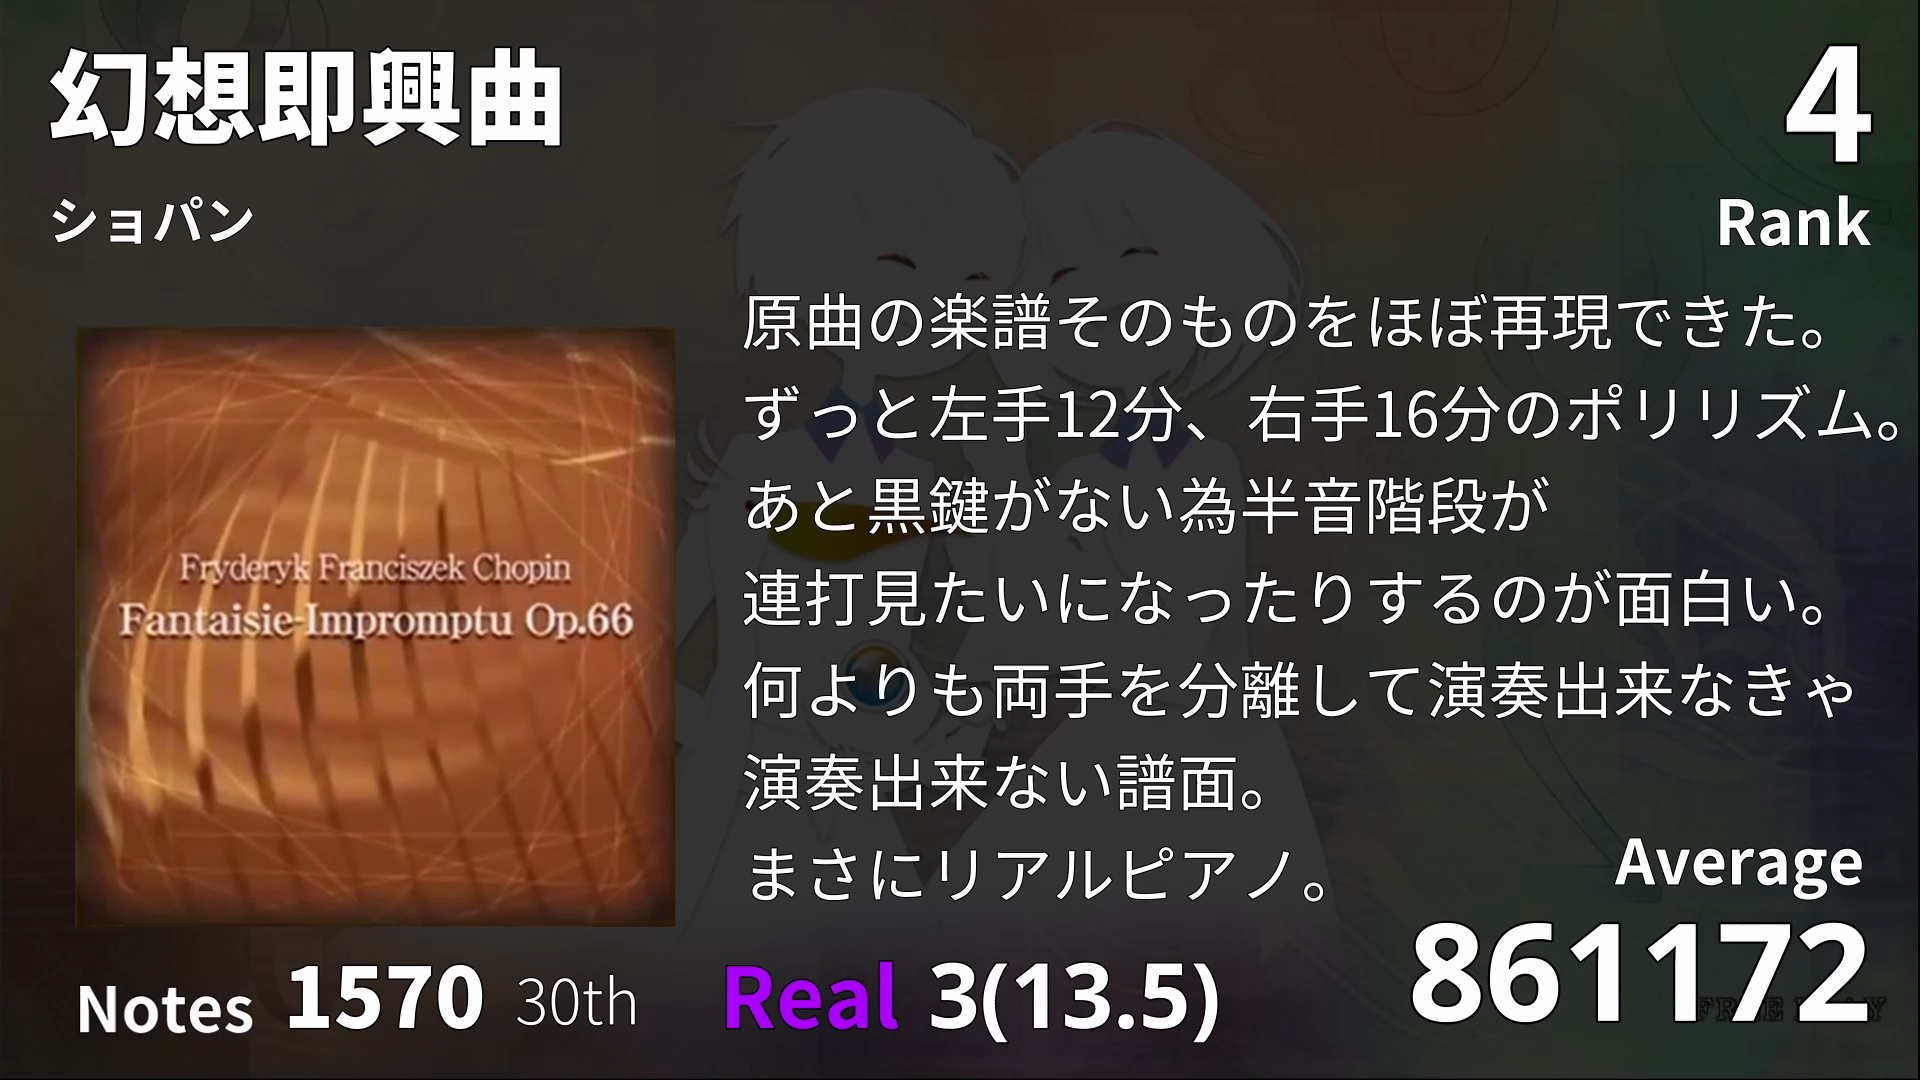 幻想即興曲
4
ショパン
Rank
原曲の楽譜そのものをほぼ再現できた。
ずっと左手12分、右手16分のポリリズム。
あと黒鍵がない為半音階段が
連打見たいになったりするのが面白い。
何よりも両手を分離して演奏出来なきゃ
演奏出来ない譜面。
まさにリアルピアノ。
Fryderyk Franciszek Chopin
Fantaisie-Impromptu Op.66
Average
861172
Notes 1570 30th
Real 3(13.5)
FREE PLAY